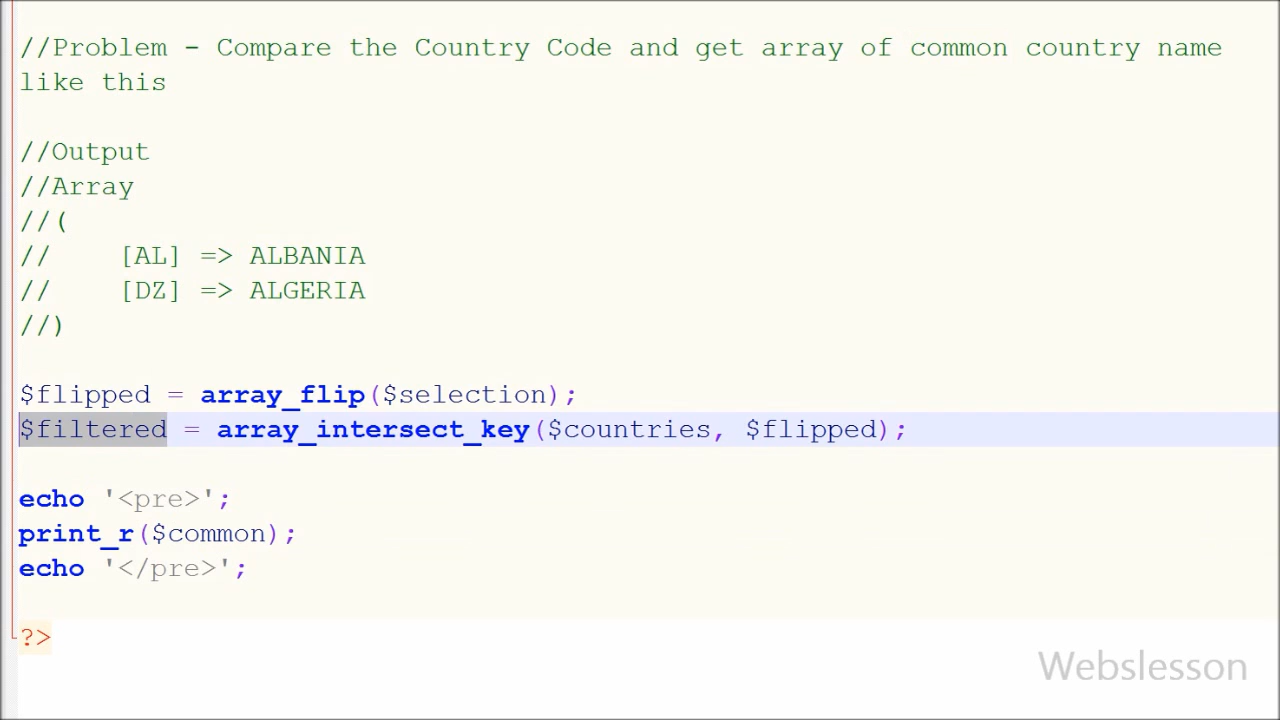 //Problem - Compare the Country Code and get array of common country name
like this
//Output
//Array
//(
//    [AL] => ALBANIA
//    [DZ] => ALGERIA
//)
$flipped = array_flip($selection);
$filtered = array_intersect_key($countries, $flipped);
echo '<pre>';
print_r($common);
echo '</pre>';
?>
Webslesson